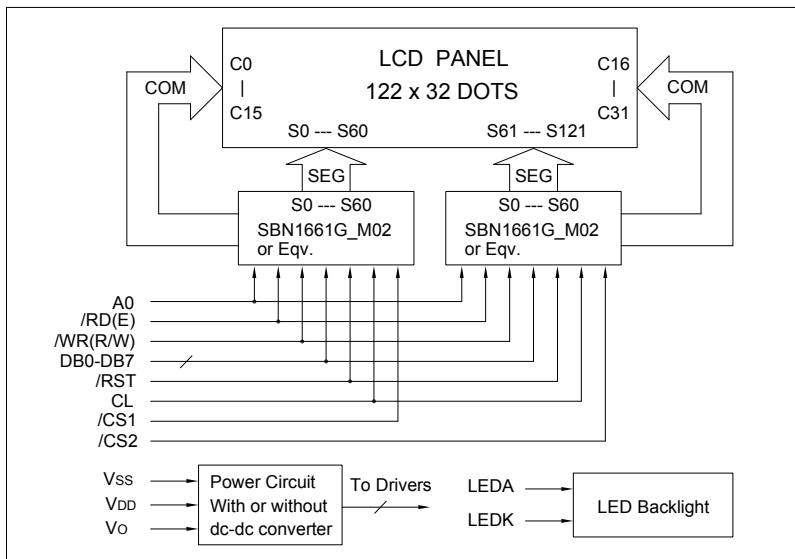 LCD PANEL
122 x 32 DOTS
C0
|
C15
C16
|
C31
COM
COM
S0 --- S60
S61 --- S121
SEG
SEG
S0 --- S60
SBN1661G_M02
or Eqv.
S0 --- S60
SBN1661G_M02
or Eqv.
A0
/RD(E)
/WR(R/W)
DB0-DB7
/RST
CL
/CS1
/CS2
VSS
VDD
VO
Power Circuit
With or without
dc-dc converter
To Drivers
LEDA
LEDK
LED Backlight